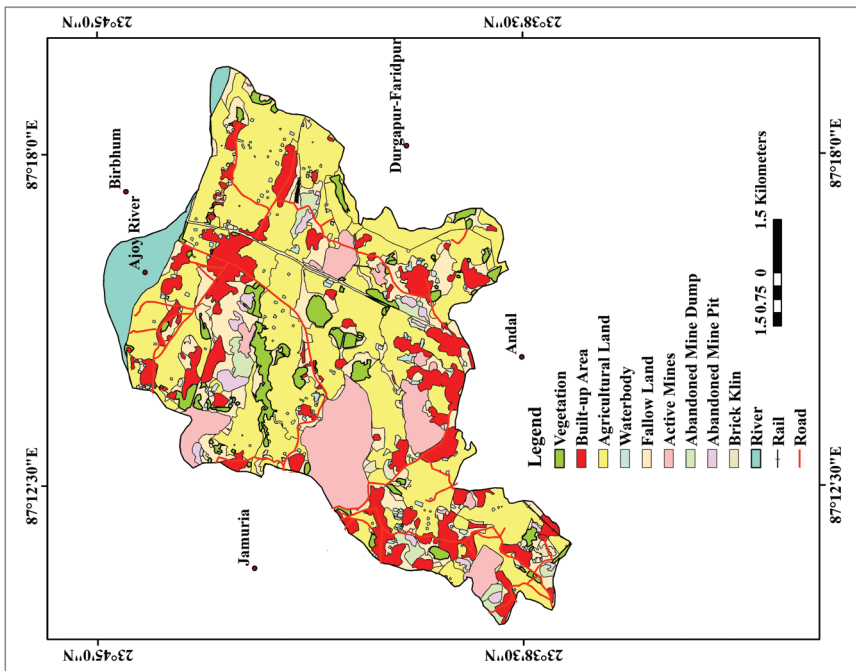 87°12'30"E
87°18'0"E
23°45'0"N
23°45'0"N
Birbhum
Ajoy River
Jamuria
Durgapur-Faridpur
Andal
23°38'30"N
23°38'30"N
Legend
Vegetation
Built-up Area
Agricultural Land
Waterbody
Fallow Land
Active Mines
Abandoned Mine Dump
Abandoned Mine Pit
Brick Klin
River
Rail
Road
1.5 0.75 0 1.5 Kilometers
87°12'30"E
87°18'0"E